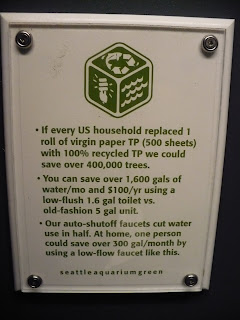 • If every US household replaced 1
roll of virgin paper TP (500 sheets)
with 100% recycled TP we could
save over 400,000 trees.
• You can save over 1,600 gals of
water/mo and $100/yr using a
low-flush 1.6 gal toilet vs.
old-fashion 5 gal unit.
• Our auto-shutoff faucets cut water
use in half. At home, one person
could save over 300 gal/month by
using a low-flow faucet like this.
seattleaquariumgreen